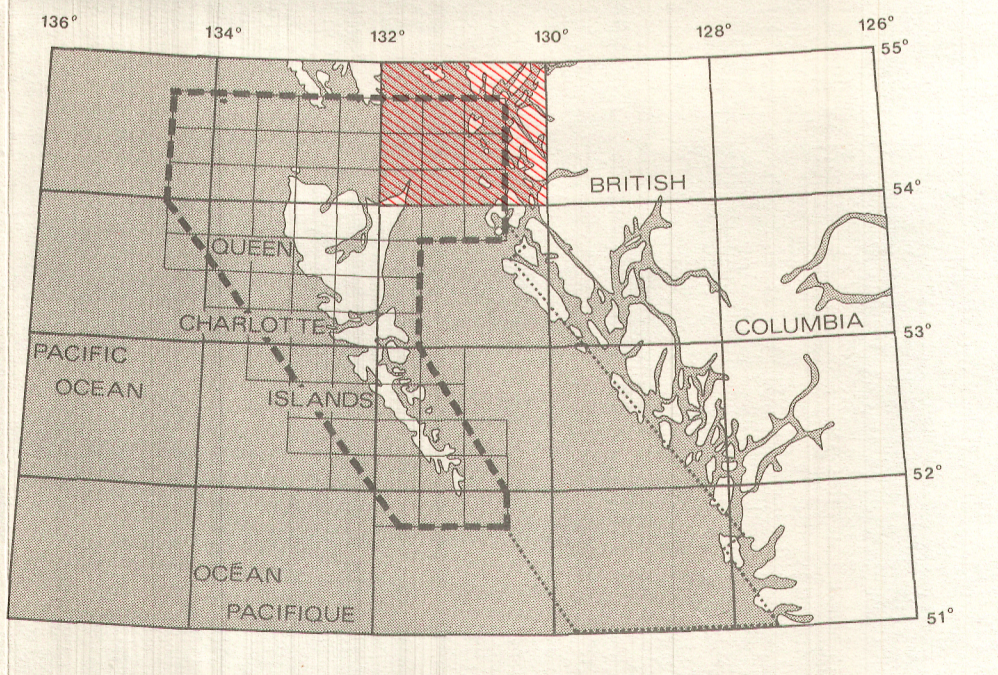 136°
134°
132°
130°
128°
126°
55°
BRITISH
54°
QUEEN
CHARLOTTE
COLUMBIA
53°
PACIFIC
OCEAN
ISLANDS
52°
OCÉAN
PACIFIQUE
51°